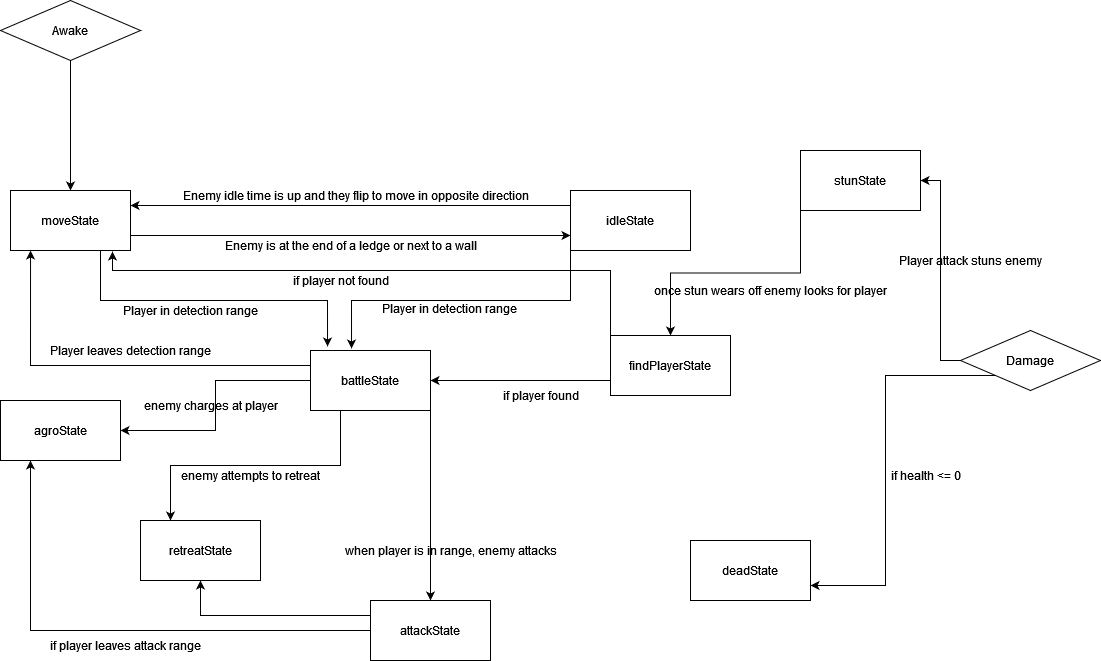 Awake
Enemy idle time is up and they flip to move in opposite direction
stunState
moveState
idleState
Enemy is at the end of a ledge or next to a wall
Player attack stuns enemy
if player not found
once stun wears off enemy looks for player
Player in detection range
Player in detection range
Player leaves detection range
Damage
findPlayerState
battleState
if player found
enemy charges at player
agroState
enemy attempts to retreat
if health <= 0
retreatState
when player is in range, enemy attacks
deadState
attackState
if player leaves attack range